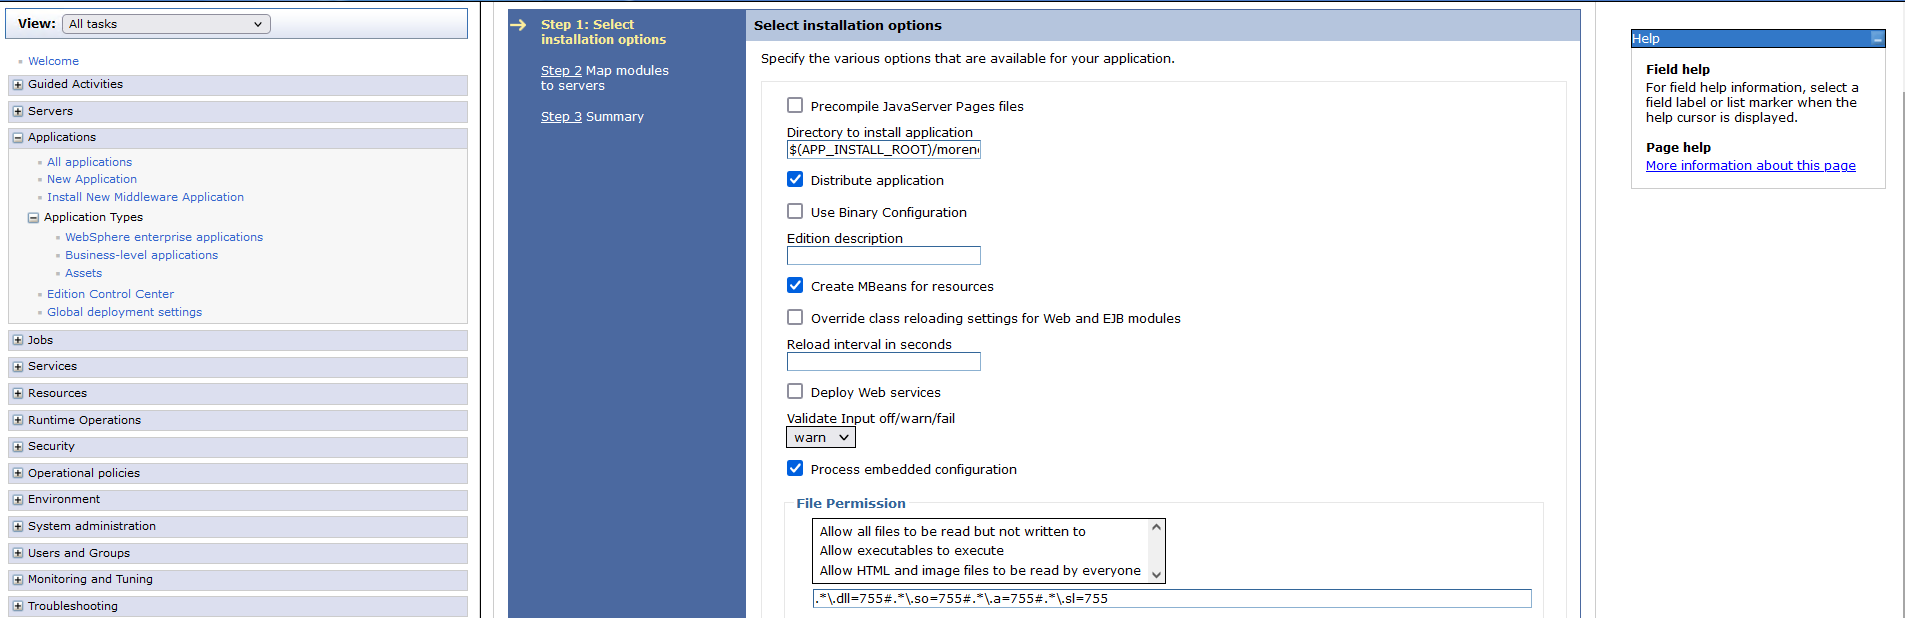 View: All tasks
Welcome
Guided Activities
Servers
Applications
All applications
New Application
Install New Middleware Application
Application Types
WebSphere enterprise applications
Business-level applications
Assets
Edition Control Center
Global deployment settings
Jobs
Services
Resources
Runtime Operations
Security
Operational policies
Environment
System administration
Users and Groups
Monitoring and Tuning
Troubleshooting
Step 1: Select
installation options
Step 2 Map modules
to servers
Step 3 Summary
Select installation options
Specify the various options that are available for your application.
Precompile JavaServer Pages files
Directory to install application
$(APP_INSTALL_ROOT)/moren
Distribute application
Use Binary Configuration
Edition description
Create MBeans for resources
Override class reloading settings for Web and EJB modules
Reload interval in seconds
Deploy Web services
Validate Input off/warn/fail
warn
Process embedded configuration
File Permission
Allow all files to be read but not written to
Allow executables to execute
Allow HTML and image files to be read by everyone
.*\.dll=755#.*\.so=755#.*\.a=755#.*\.sl=755
Help
Field help
For field help information, select a
field label or list marker when the
help cursor is displayed.
Page help
More information about this page